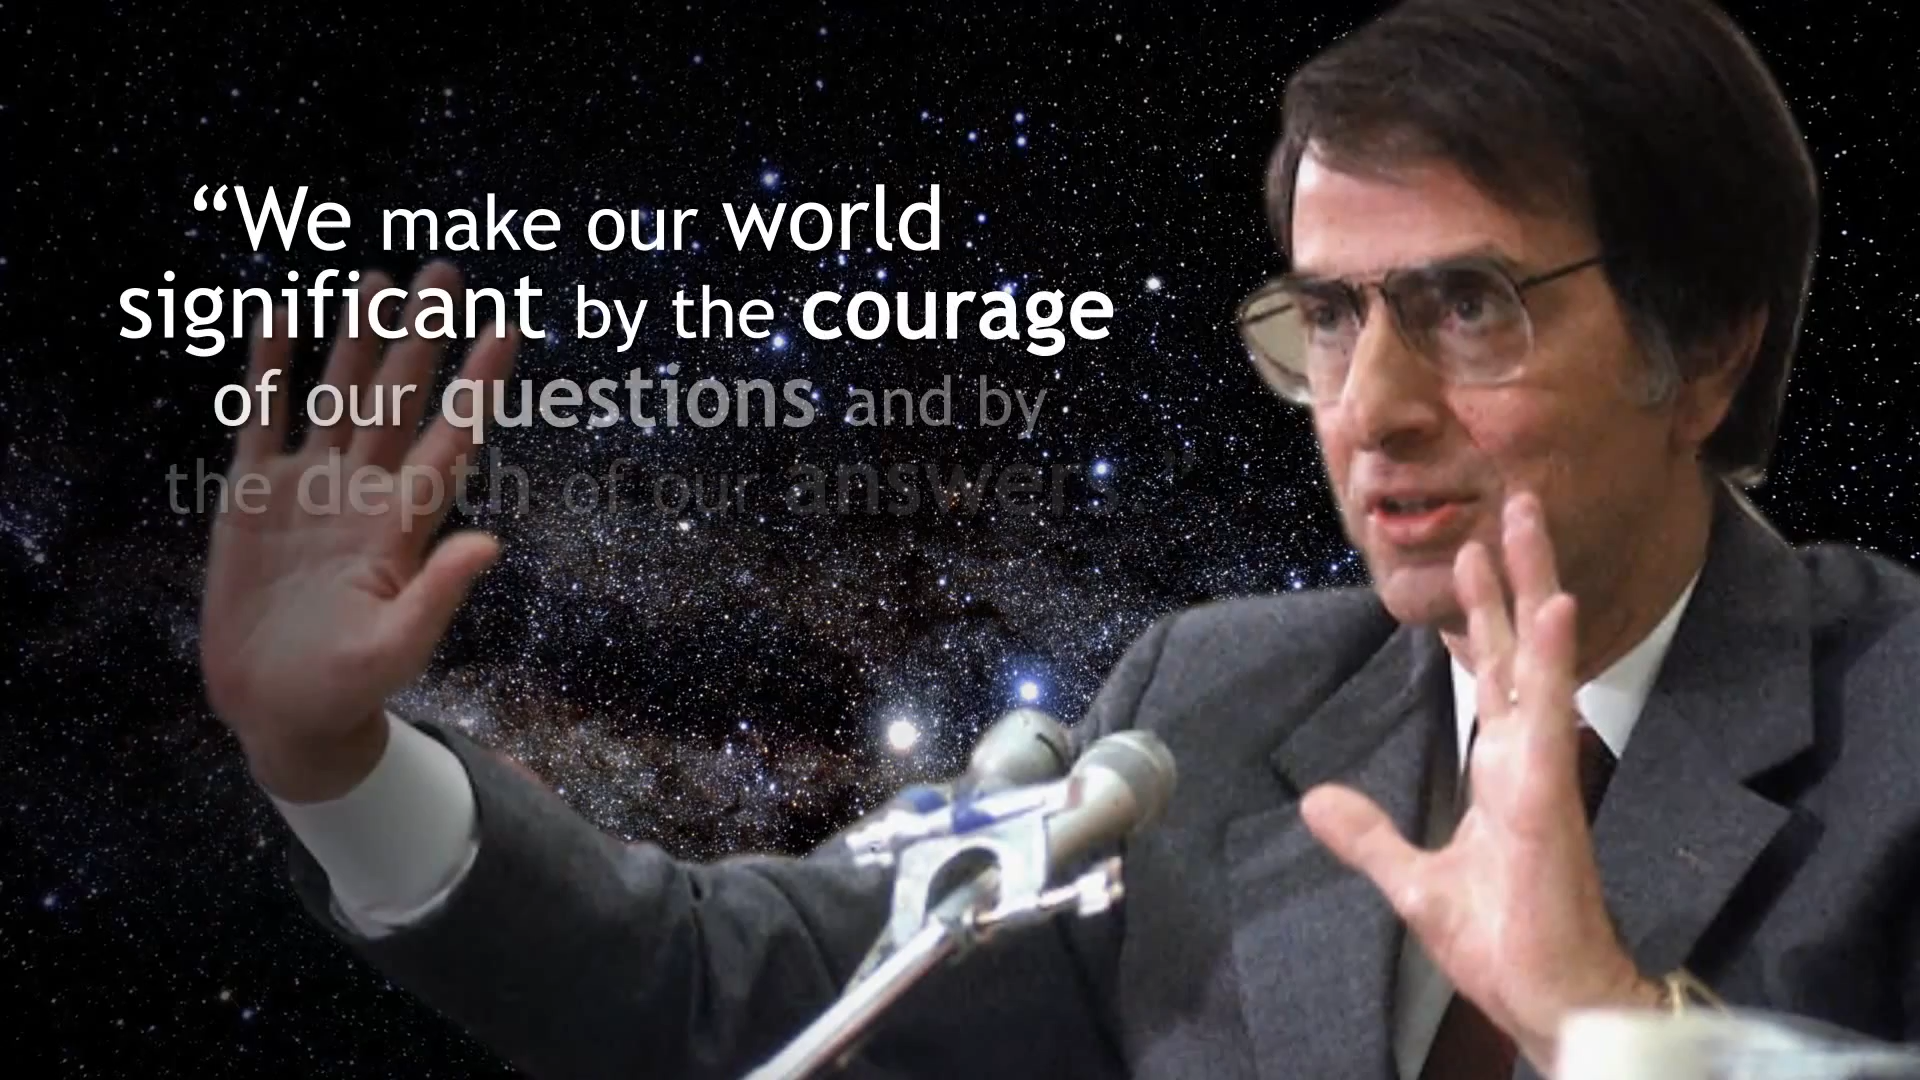 “We make our world
significant by the courage
of our questions and by
the depth of our answers.”